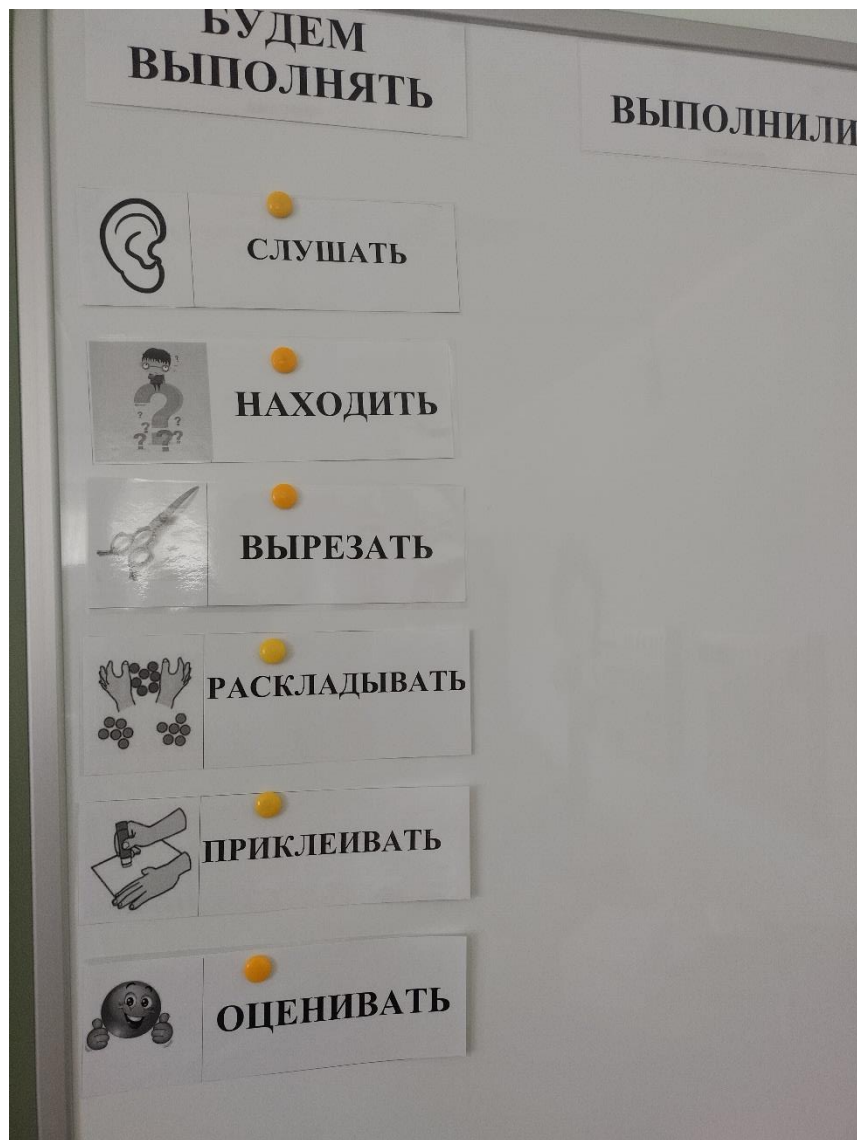 БУДЕМ
ВЫПОЛНЯТЬ
ВЫПОЛНИЛИ
СЛУШАТЬ
НАХОДИТЬ
ВЫРЕЗАТЬ
РАСКЛАДЫВАТЬ
ПРИКЛЕИВАТЬ
ОЦЕНИВАТЬ